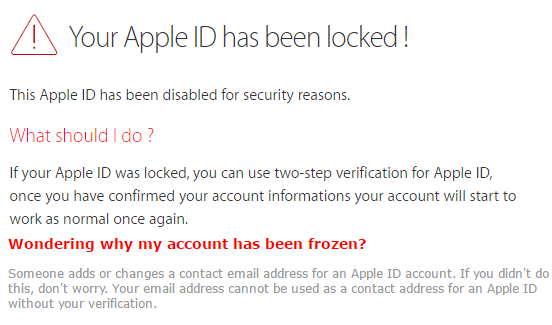 Your Apple ID has been locked !
This Apple ID has been disabled for security reasons.
What should I do ?
If your Apple ID was locked, you can use two-step verification for Apple ID,
once you have confirmed your account informations your account will start to
work as normal once again.
Wondering why my account has been frozen?
Someone adds or changes a contact email address for an Apple ID account. If you didn't do
this, don't worry. Your email address cannot be used as a contact address for an Apple ID
without your verification.